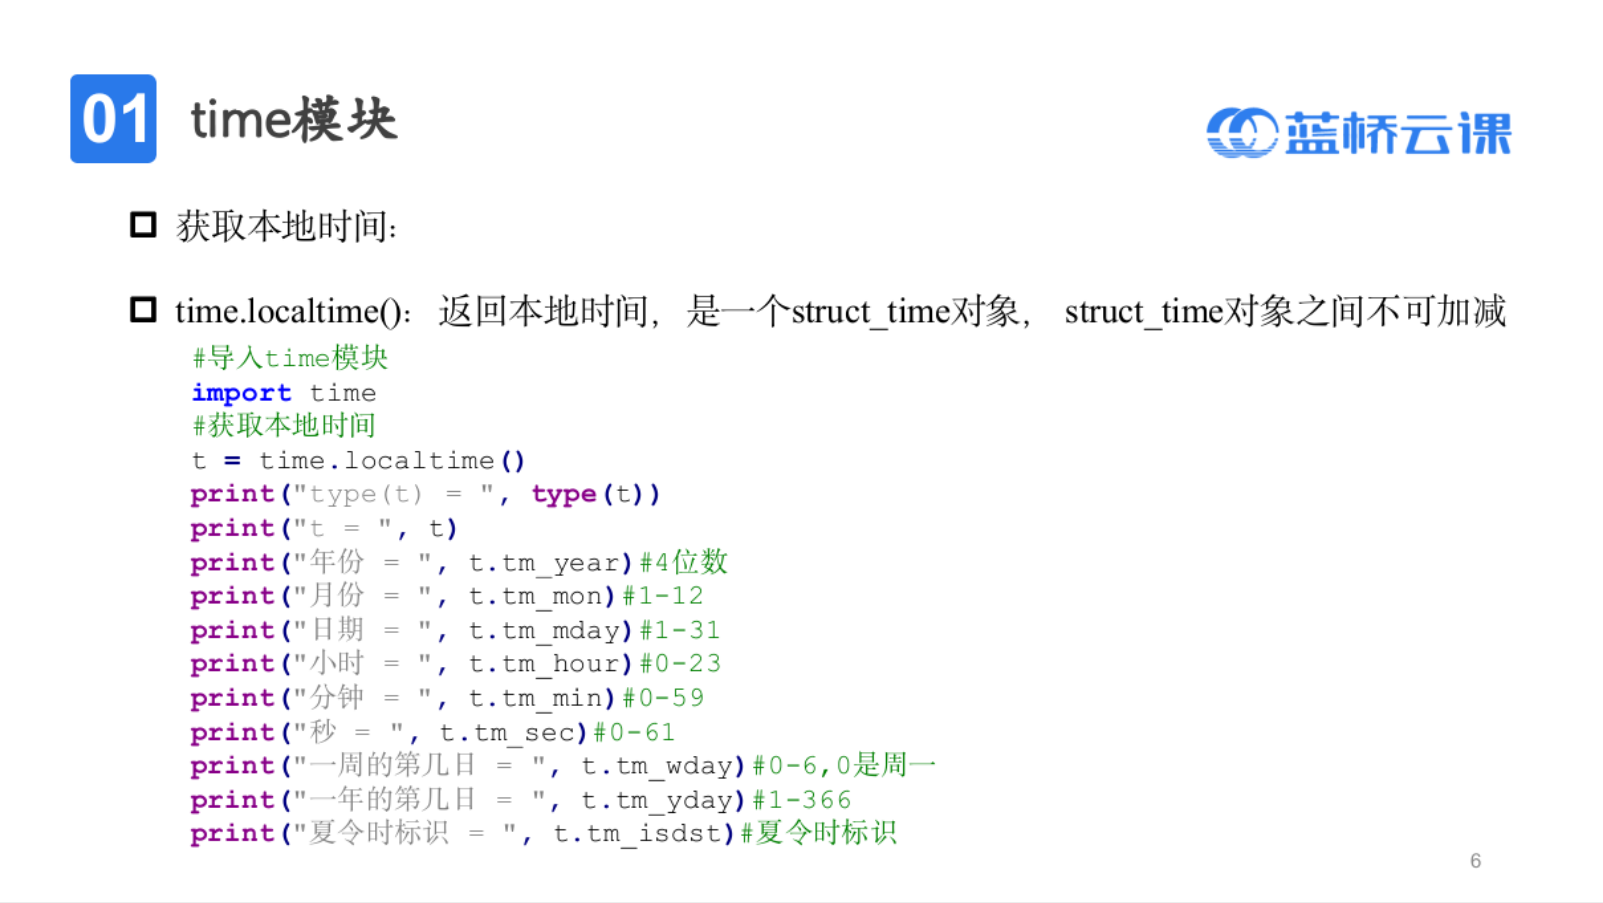 01 time模块
蓝桥云课
获取本地时间：
time.localtime()： 返回本地时间，是一个struct_time对象， struct_time对象之间不可加减
#导入time模块
import time
#获取本地时间
t = time.localtime()
print("type(t) = ", type(t))
print("t = ", t)
print("年份 = ", t.tm_year)#4位数
print("月份 = ", t.tm_mon)#1-12
print("日期 = ", t.tm_mday)#1-31
print("小时 = ", t.tm_hour)#0-23
print("分钟 = ", t.tm_min)#0-59
print("秒 = ", t.tm_sec)#0-61
print("一周的第几日 = ", t.tm_wday)#0-6,0是周一
print("一年的第几日 = ", t.tm_yday)#1-366
print("夏令时标识 = ", t.tm_isdst)#夏令时标识
6